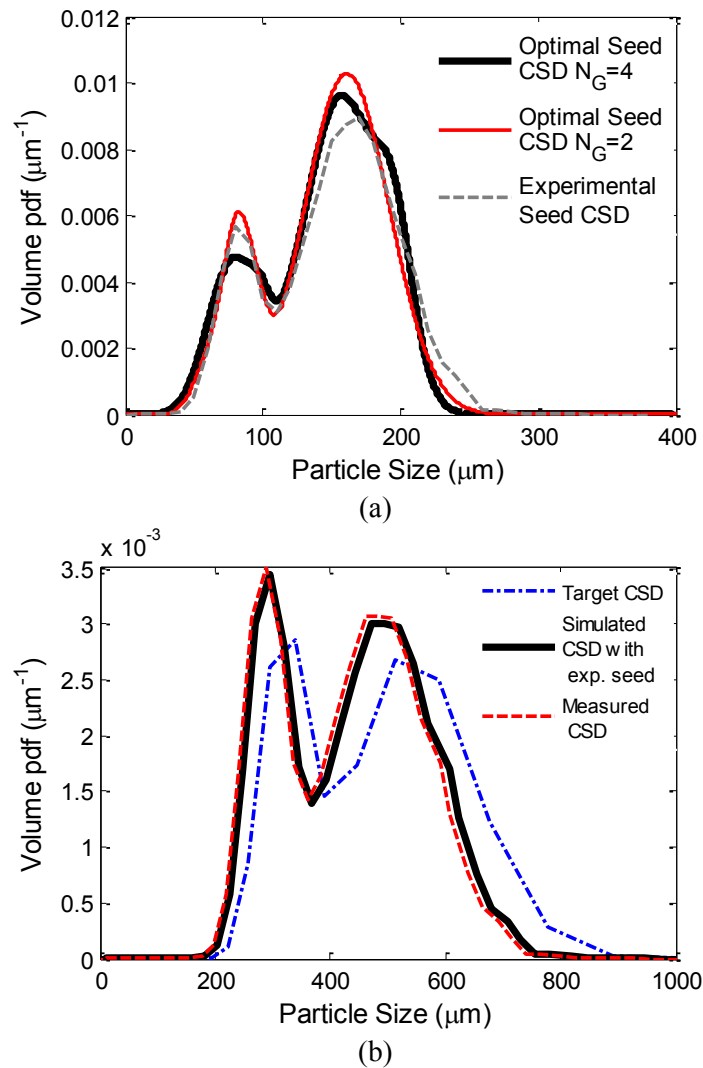 0.012
0.01
0.008
0.006
0.004
0.002
0
Volume pdf (μm⁻¹)
Optimal Seed
CSD N_G=4
Optimal Seed
CSD N_G=2
Experimental
Seed CSD
0 100 200 300 400
Particle Size (μm)
(a)
x 10⁻³
3.5
3
2.5
2
1.5
1
0.5
0
Volume pdf (μm⁻¹)
Target CSD
Simulated
CSD with
exp. seed
Measured
CSD
0 200 400 600 800 1000
Particle Size (μm)
(b)